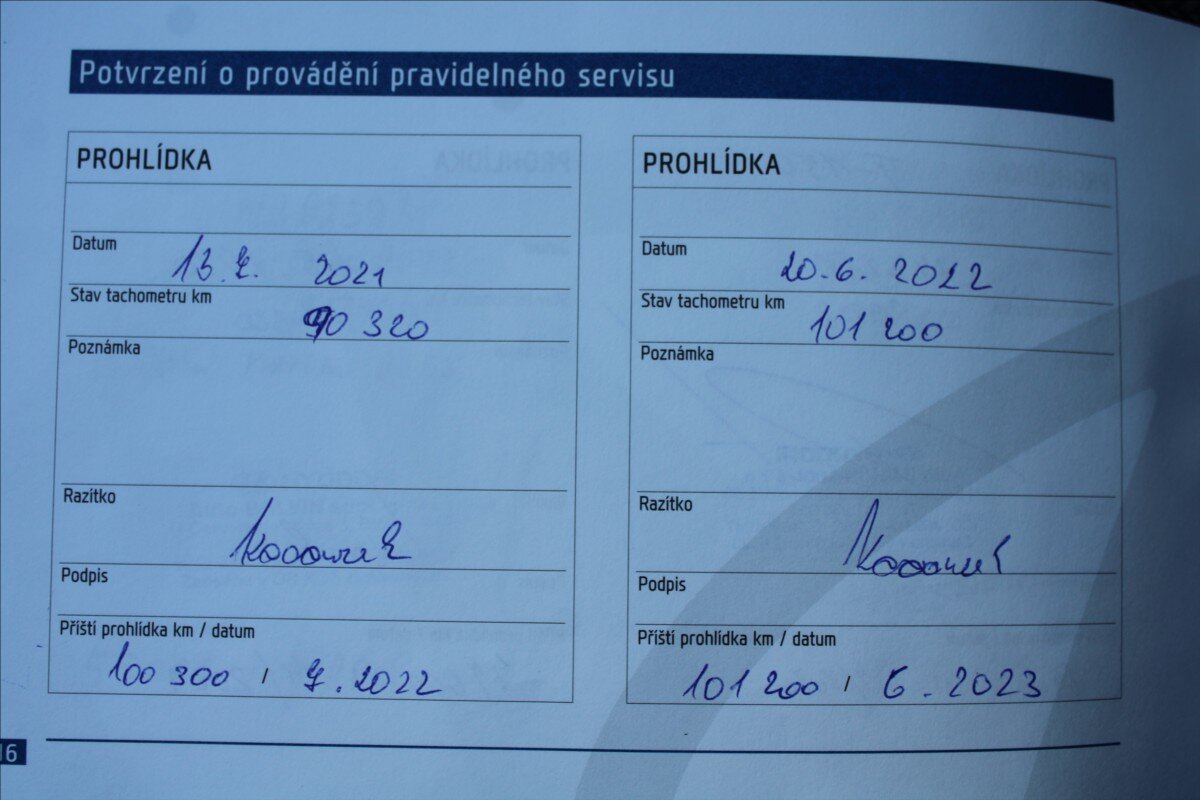 Potvrzení o provádění pravidelného servisu
PROHLÍDKA
Datum
13. 7. 2021
Stav tachometru km
90 320
Poznámka
Razítko
Podpis
Příští prohlídka km / datum
100 300 / 7. 2022
PROHLÍDKA
Datum
20. 6. 2022
Stav tachometru km
101 200
Poznámka
Razítko
Podpis
Příští prohlídka km / datum
101 200 / 6. 2023
16